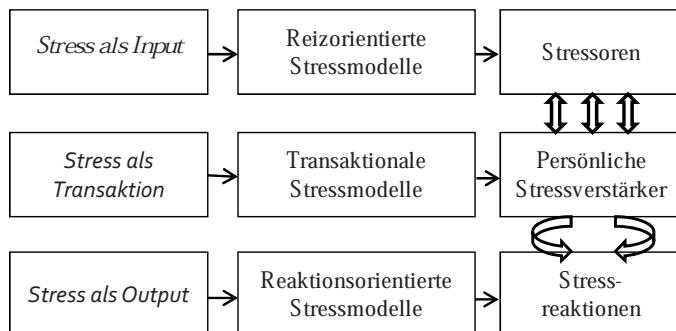 Stress als Input
Reizorientierte
Stressmodelle
Stressoren
Stress als
Transaktion
Transaktionale
Stressmodelle
Persönliche
Stressverstärker
Stress als Output
Reaktionsorientierte
Stressmodelle
Stress-
reaktionen